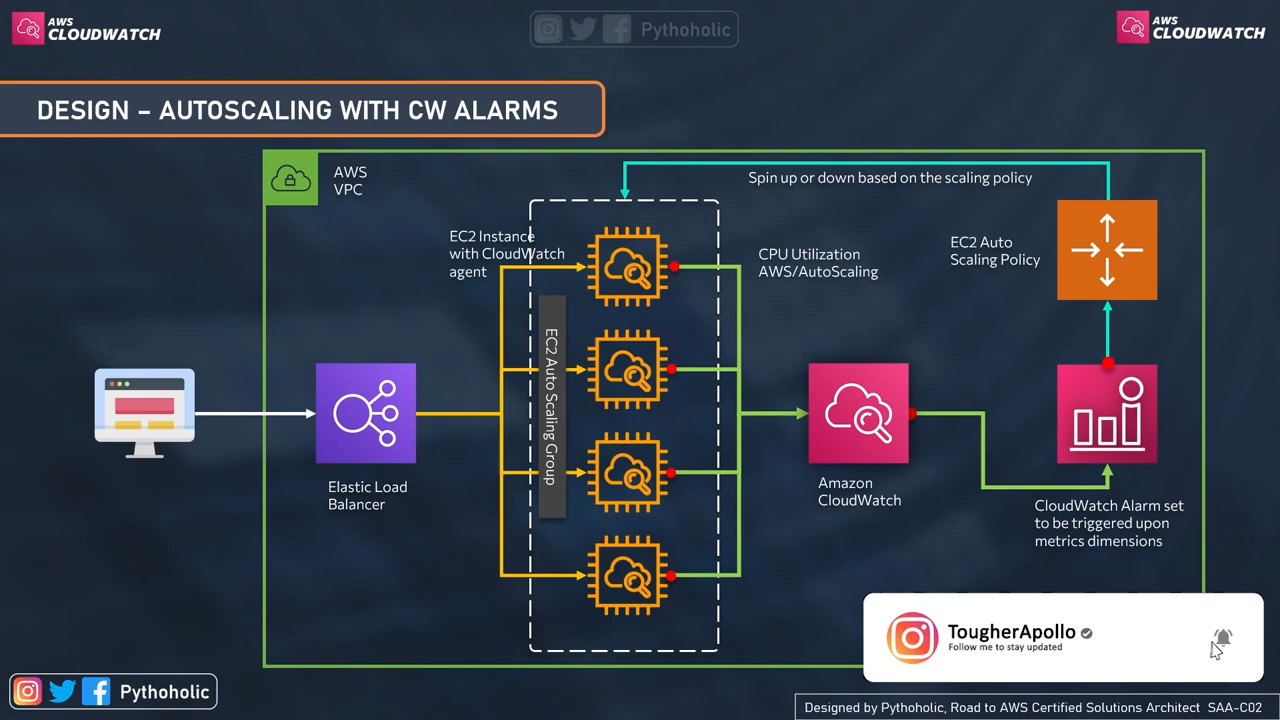 AWS
CLOUDWATCH
Pythoholic
AWS
CLOUDWATCH
DESIGN – AUTOSCALING WITH CW ALARMS
AWS
VPC
Spin up or down based on the scaling policy
EC2 Instance
with CloudWatch
agent
CPU Utilization
AWS/AutoScaling
EC2 Auto
Scaling Policy
EC2 Auto Scaling Group
Elastic Load
Balancer
Amazon
CloudWatch
CloudWatch Alarm set
to be triggered upon
metrics dimensions
TougherApollo
Follow me to stay updated
Pythoholic
Designed by Pythoholic, Road to AWS Certified Solutions Architect SAA-C02